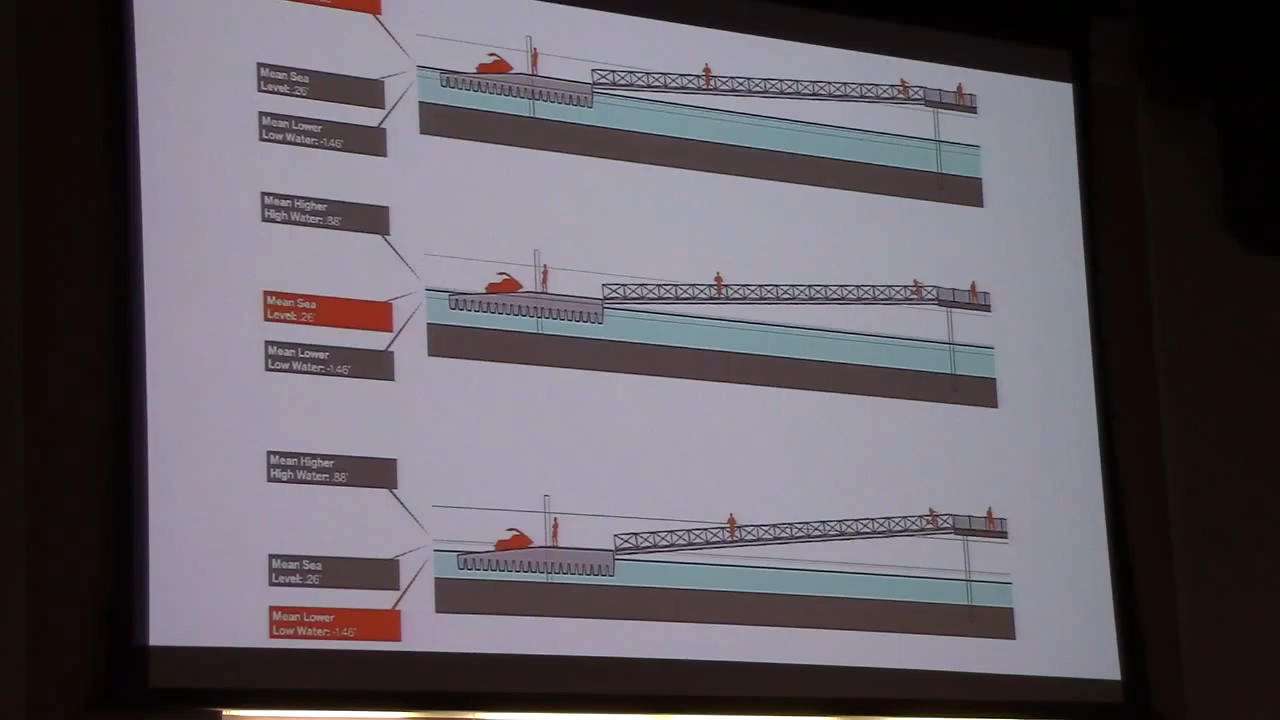 Mean Sea
Level: .26'
Mean Lower
Low Water: -1.46'
Mean Higher
High Water: .88'
Mean Sea
Level: .26'
Mean Lower
Low Water: -1.46'
Mean Higher
High Water: .88'
Mean Sea
Level: .26'
Mean Lower
Low Water: -1.46'